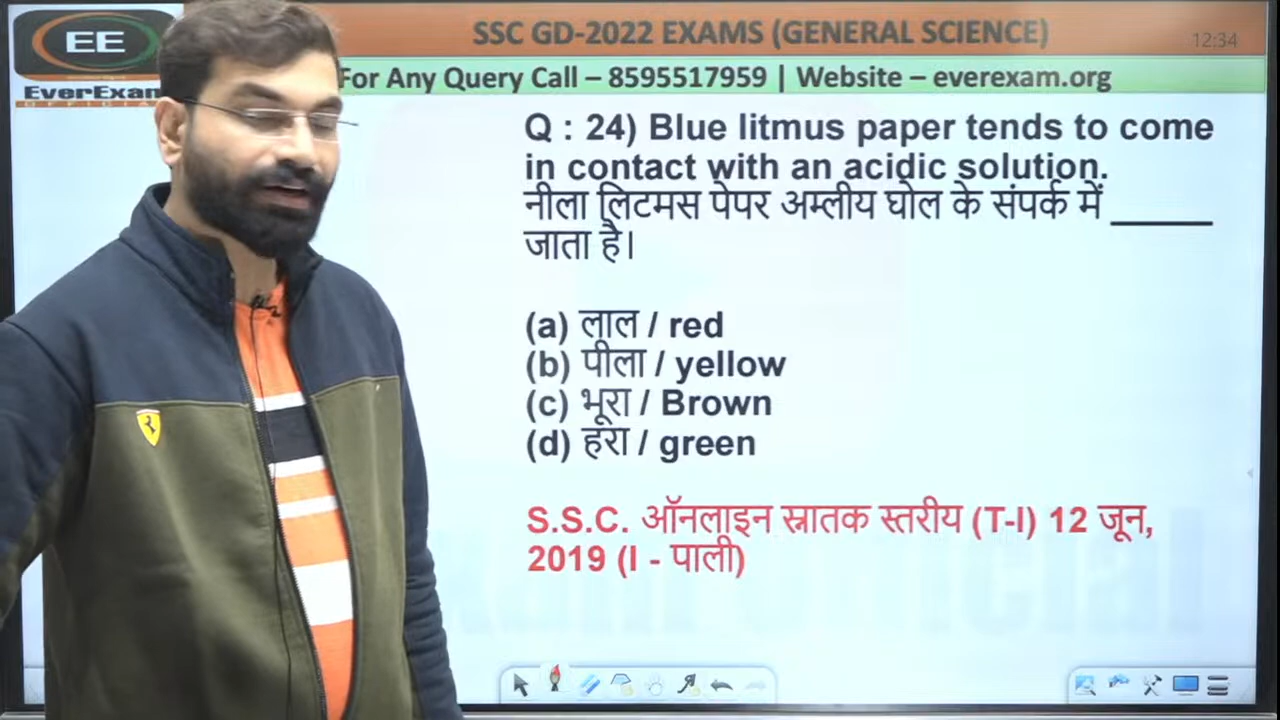 EE
EverExam
OFFICIAL
SSC GD-2022 EXAMS (GENERAL SCIENCE)
12:34
For Any Query Call – 8595517959 | Website – everexam.org
Q : 24) Blue litmus paper tends to come
in contact with an acidic solution.
नीला लिटमस पेपर अम्लीय घोल के संपर्क में ______
जाता है।
(a) लाल / red
(b) पीला / yellow
(c) भूरा / Brown
(d) हरा / green
S.S.C. ऑनलाइन स्नातक स्तरीय (T-I) 12 जून,
2019 (I - पाली)